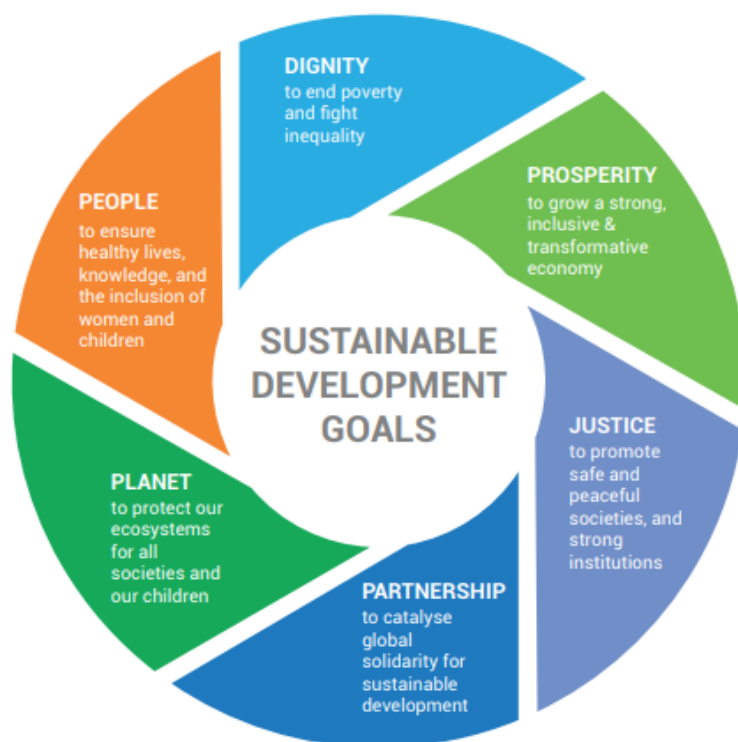 DIGNITY
to end poverty
and fight
inequality
PROSPERITY
to grow a strong,
inclusive &
transformative
economy
JUSTICE
to promote
safe and
peaceful
societies, and
strong
institutions
PARTNERSHIP
to catalyse
global
solidarity for
sustainable
development
PLANET
to protect our
ecosystems
for all
societies and
our children
PEOPLE
to ensure
healthy lives,
knowledge, and
the inclusion of
women and
children
SUSTAINABLE
DEVELOPMENT
GOALS